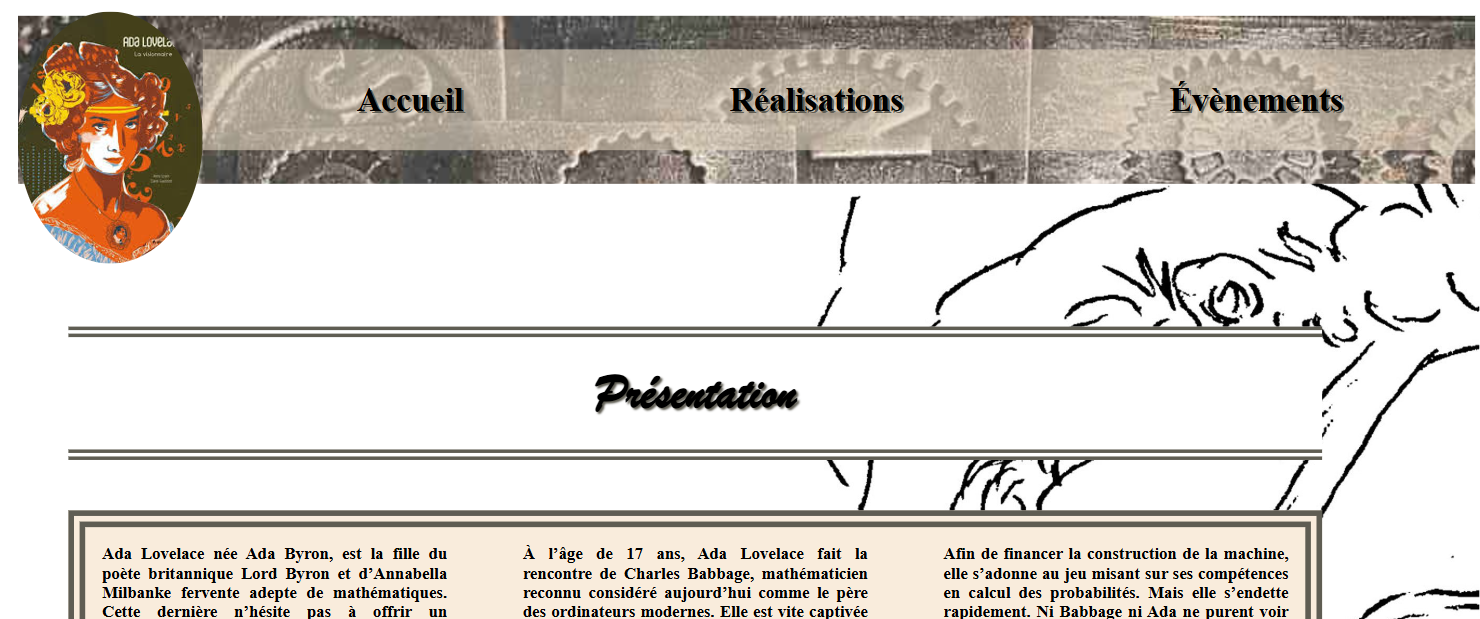 ADA LOVELA
La visionnaire
Accueil
Réalisations
Évènements
Présentation
Ada Lovelace née Ada Byron, est la fille du
poète britannique Lord Byron et d’Annabella
Milbanke fervente adepte de mathématiques.
Cette dernière n’hésite pas à offrir un
À l’âge de 17 ans, Ada Lovelace fait la
rencontre de Charles Babbage, mathématicien
reconnu considéré aujourd’hui comme le père
des ordinateurs modernes. Elle est vite captivée
Afin de financer la construction de la machine,
elle s’adonne au jeu misant sur ses compétences
en calcul des probabilités. Mais elle s’endette
rapidement. Ni Babbage ni Ada ne purent voir